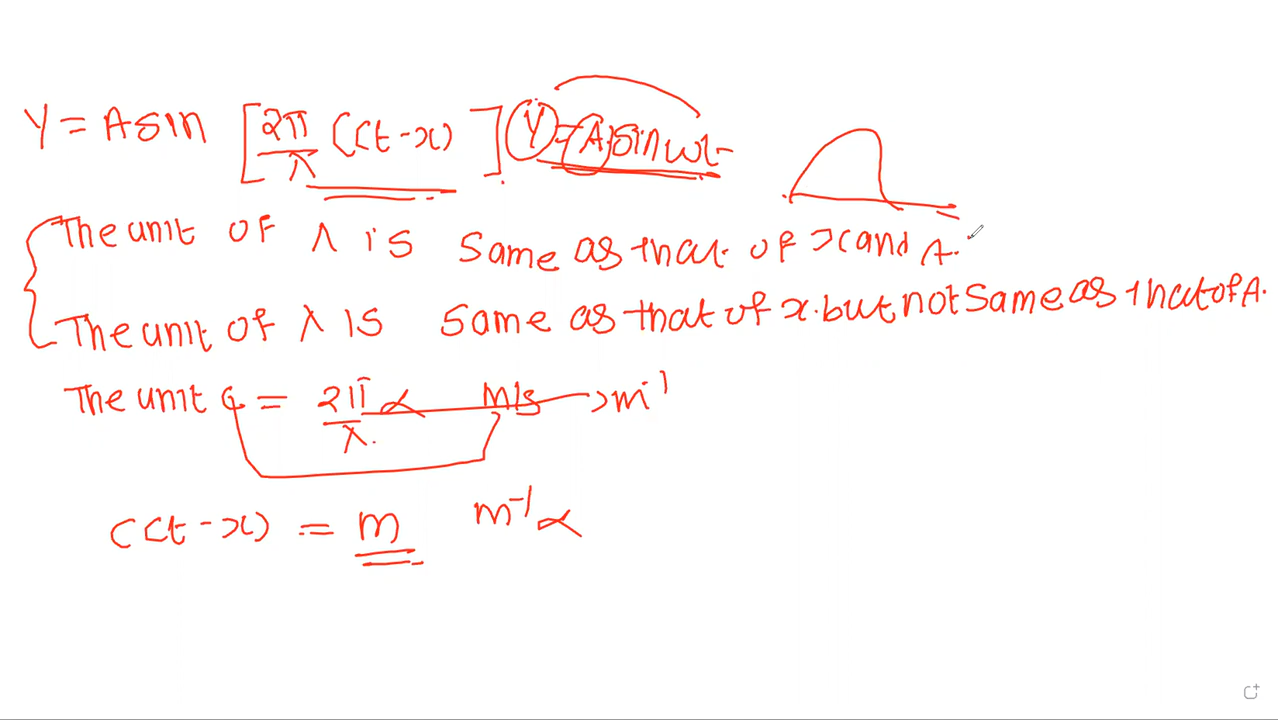 Y = A sin [2π/λ (ct - x)] Y = A sin ωt
The unit of λ is same as that of x and A.
The unit of λ is same as that of x. but not same as that of A.
The unit c = 2π/λ. α m/s → m⁻¹
(ct - x) = m m⁻¹ α